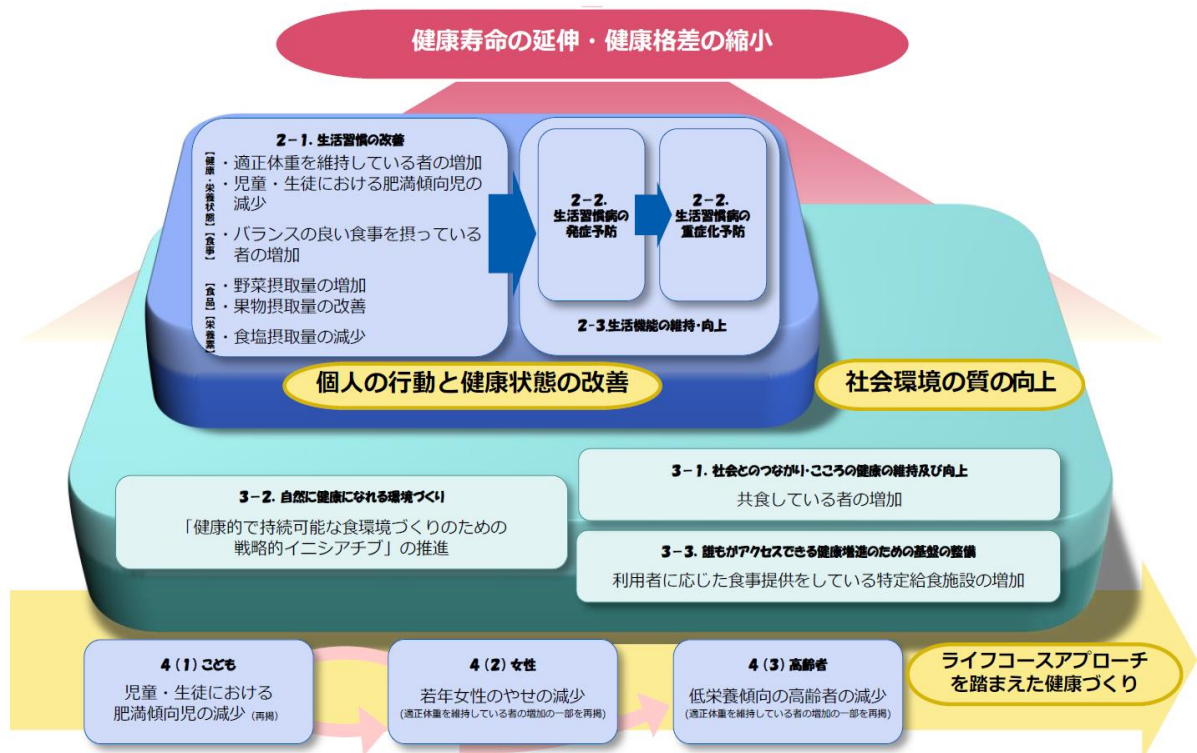 健康寿命の延伸・健康格差の縮小
2-1. 生活習慣の改善
【健康・栄養状態】
・適正体重を維持している者の増加
・児童・生徒における肥満傾向児の
減少
【食事】
・バランスの良い食事を摂っている
者の増加
【食品】
・野菜摂取量の増加
・果物摂取量の改善
【栄養素】
・食塩摂取量の減少
2-2.
生活習慣病の
発症予防
2-2.
生活習慣病の
重症化予防
2-3.生活機能の維持・向上
個人の行動と健康状態の改善
社会環境の質の向上
3-1. 社会とのつながり・こころの健康の維持及び向上
共食している者の増加
3-2. 自然に健康になれる環境づくり
「健康的で持続可能な食環境づくりのための
戦略的イニシアチブ」の推進
3-3. 誰もがアクセスできる健康増進のための基盤の整備
利用者に応じた食事提供をしている特定給食施設の増加
4(1)こども
児童・生徒における
肥満傾向児の減少 (再掲)
4(2)女性
若年女性のやせの減少
(適正体重を維持している者の増加の一部を再掲)
4(3)高齢者
低栄養傾向の高齢者の減少
(適正体重を維持している者の増加の一部を再掲)
ライフコースアプローチ
を踏まえた健康づくり